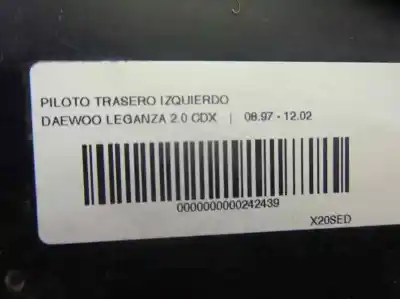 PILOTO TRASERO IZQUIERDO
DAEWOO LEGANZA 2.0 CDX | 08.97 - 12.02
0000000000242439
X20SED